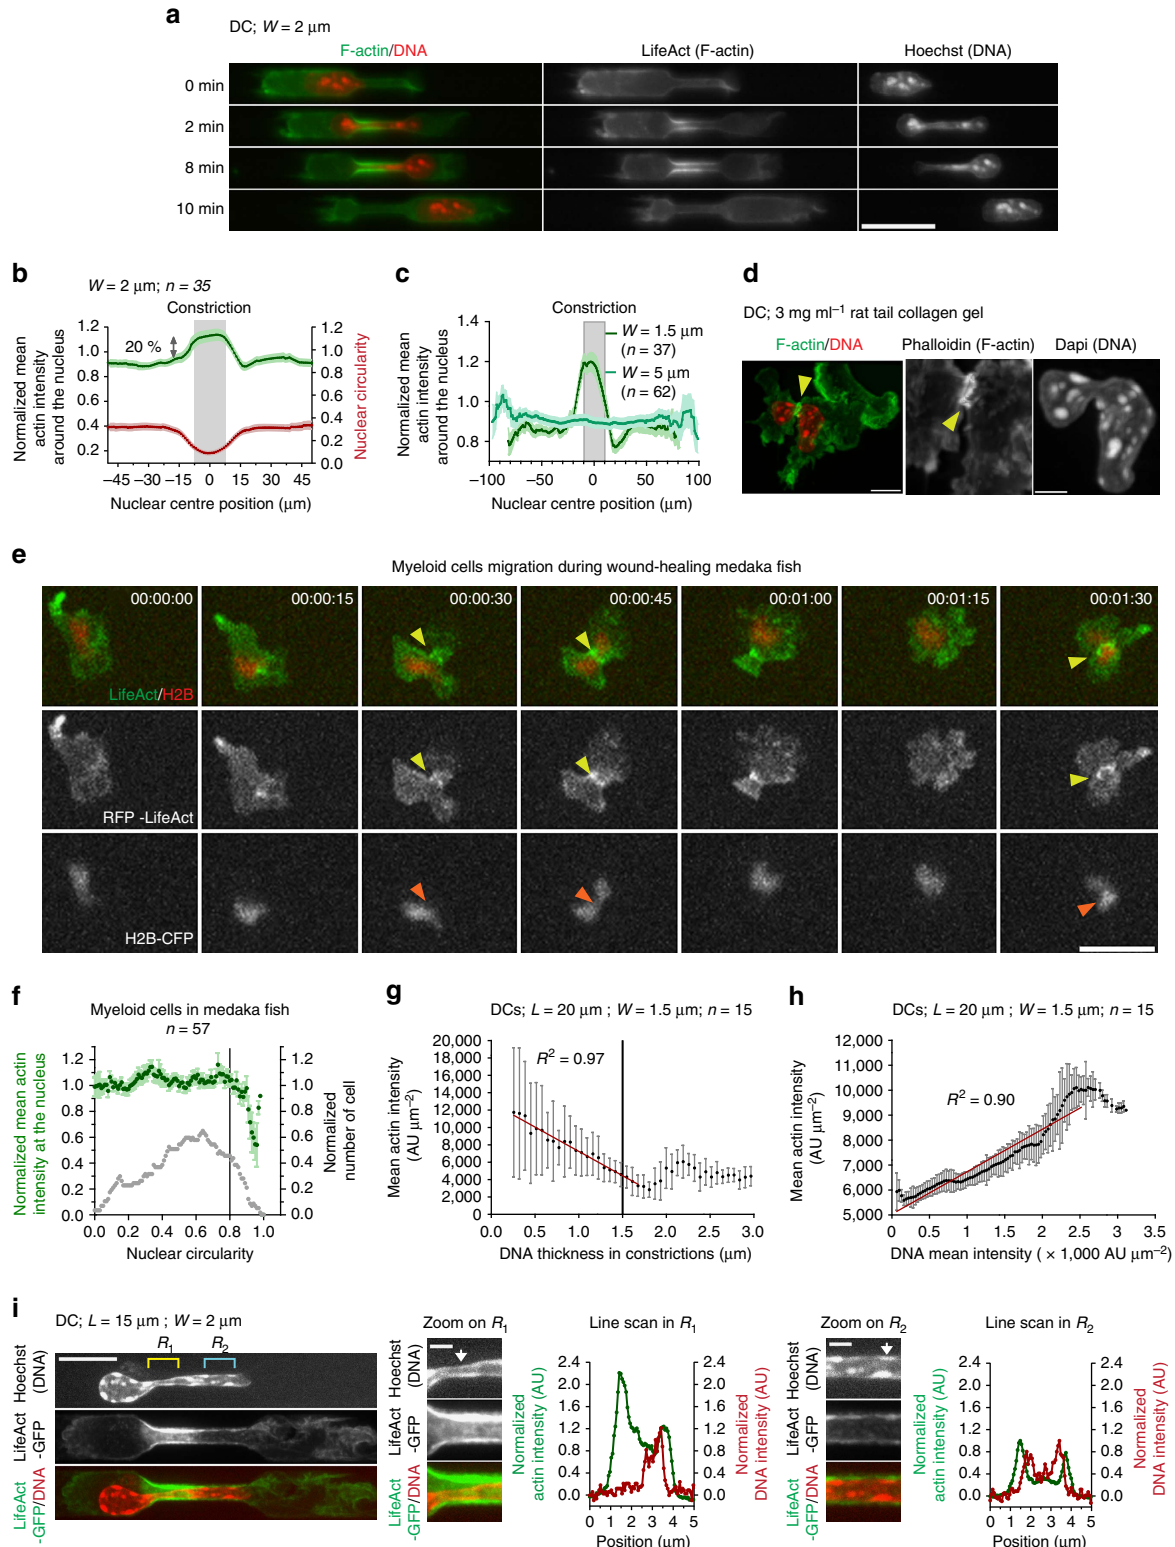 a
DC; W = 2 μm
F-actin/DNA
LifeAct (F-actin)
Hoechst (DNA)
0 min
2 min
8 min
10 min
b
W = 2 μm; n = 35
Constriction
Normalized mean
actin intensity
around the nucleus
1.2
1.0
0.8
0.6
0.4
0.2
20 %
1.2
1.0
0.8
0.6
0.4
0.2
0.0
Nuclear circularity
–45 –30 –15 0 15 30 45
Nuclear centre position (μm)
c
Constriction
Normalized mean
actin intensity
around the nucleus
1.4
1.2
1.0
0.8
W = 1.5 μm
(n = 37)
W = 5 μm
(n = 62)
–100 –50 0 50 100
Nuclear centre position (μm)
d
DC; 3 mg ml⁻¹ rat tail collagen gel
F-actin/DNA
Phalloidin (F-actin)
Dapi (DNA)
e
Myeloid cells migration during wound-healing medaka fish
00:00:00
00:00:15
00:00:30
00:00:45
00:01:00
00:01:15
00:01:30
LifeAct/H2B
RFP -LifeAct
H2B-CFP
f
Myeloid cells in medaka fish
n = 57
Normalized mean actin
intensity at the nucleus
1.2
1.0
0.8
0.6
0.4
0.2
0.0
1.2
1.0
0.8
0.6
0.4
0.2
0.0
Normalized
number of cell
0.0 0.2 0.4 0.6 0.8 1.0
Nuclear circularity
g
DCs; L = 20 μm ; W = 1.5 μm; n = 15
Mean actin intensity
(AU μm⁻²)
20,000
18,000
16,000
14,000
12,000
10,000
8,000
6,000
4,000
2,000
0
R² = 0.97
0.0 0.5 1.0 1.5 2.0 2.5 3.0
DNA thickness in constrictions (μm)
h
DCs; L = 20 μm ; W = 1.5 μm; n = 15
Mean actin intensity
(AU μm⁻²)
12,000
11,000
10,000
9,000
8,000
7,000
6,000
5,000
R² = 0.90
0 0.5 1 1.5 2 2.5 3 3.5
DNA mean intensity ( × 1,000 AU μm⁻²)
i
DC; L = 15 μm ; W = 2 μm
R₁
R₂
Hoechst
(DNA)
LifeAct
-GFP
LifeAct
-GFP/DNA
Zoom on R₁
Hoechst
(DNA)
LifeAct
-GFP
LifeAct
-GFP/DNA
Line scan in R₁
Normalized
actin intensity (AU)
2.4
2.0
1.6
1.2
0.8
0.4
0.0
2.4
2.0
1.6
1.2
0.8
0.4
0.0
Normalized
DNA intensity (AU)
0 1 2 3 4 5
Position (μm)
Zoom on R₂
Hoechst
(DNA)
LifeAct
-GFP
LifeAct
-GFP/DNA
Line scan in R₂
Normalized
actin intensity (AU)
2.4
2.0
1.6
1.2
0.8
0.4
0.0
2.4
2.0
1.6
1.2
0.8
0.4
0.0
Normalized
DNA intensity (AU)
0 1 2 3 4 5
Position (μm)